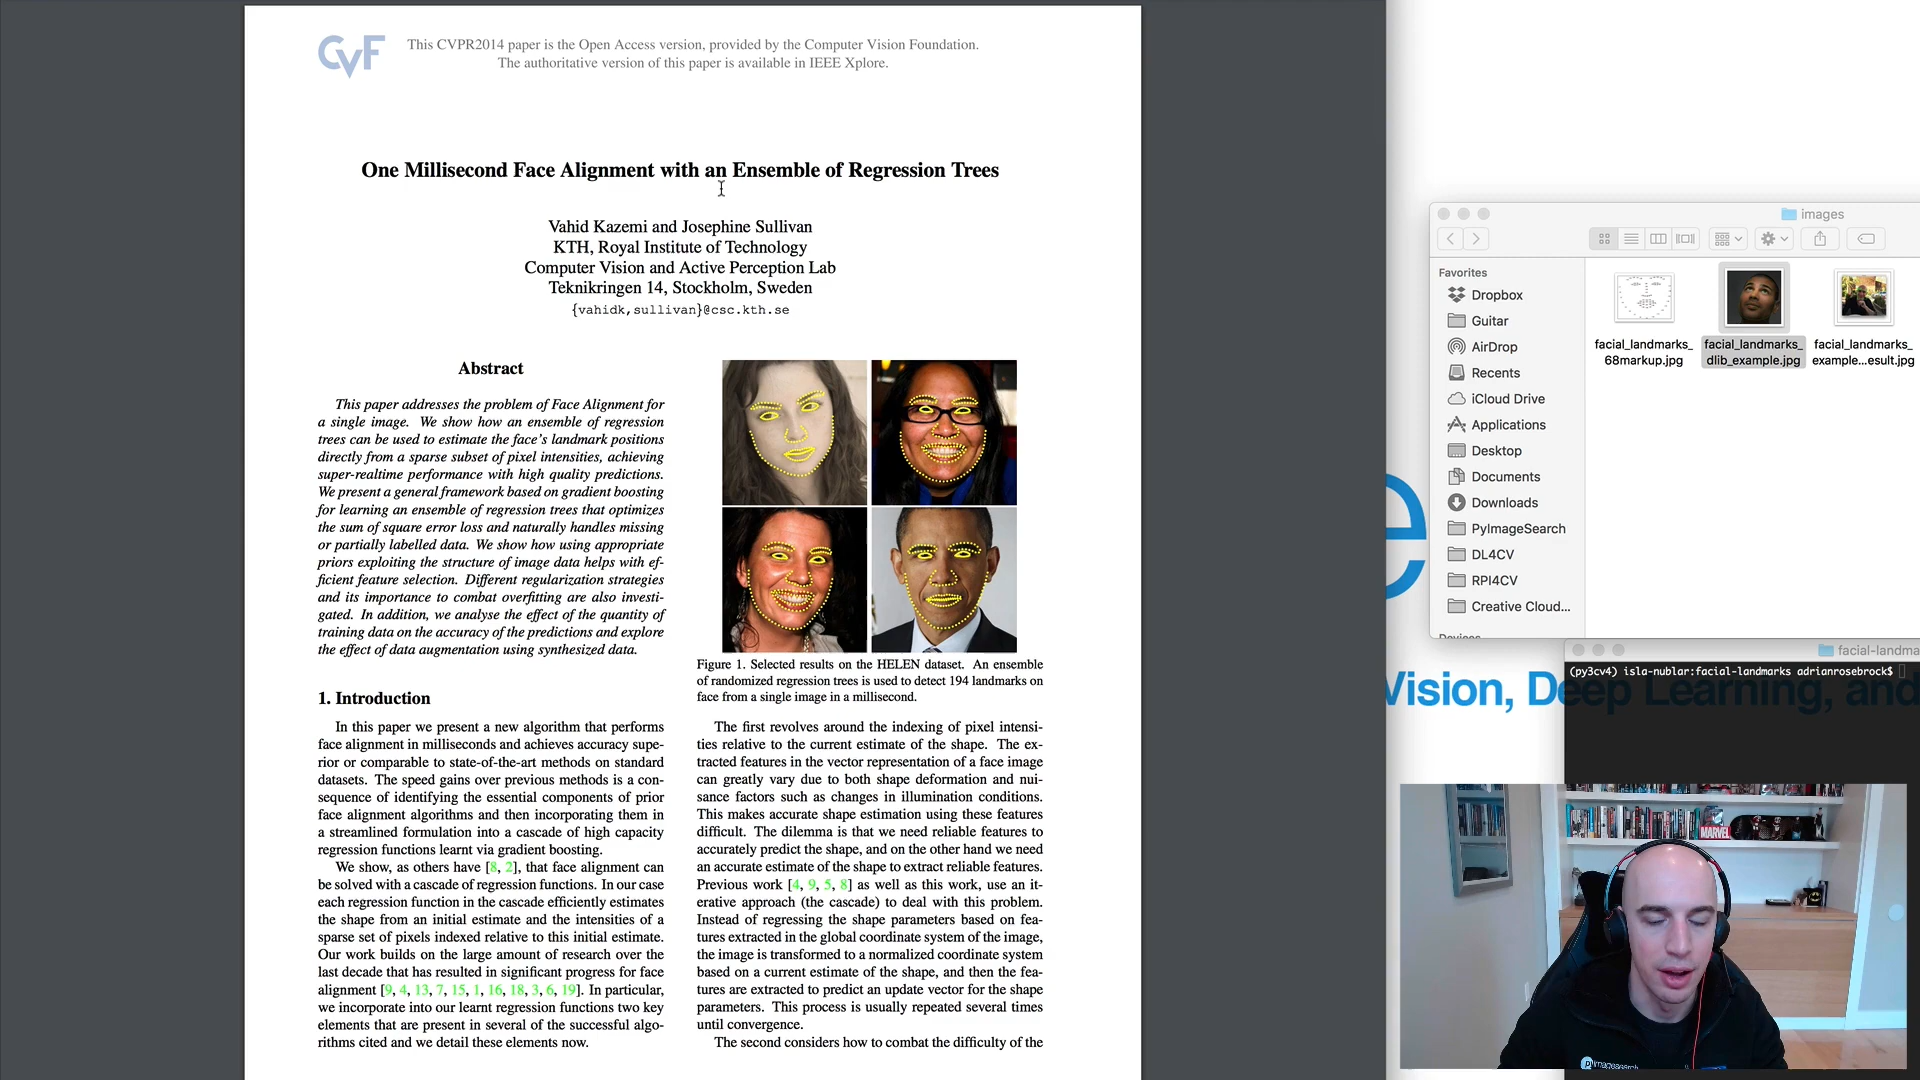 CVF
This CVPR2014 paper is the Open Access version, provided by the Computer Vision Foundation.
The authoritative version of this paper is available in IEEE Xplore.
One Millisecond Face Alignment with an Ensemble of Regression Trees
Vahid Kazemi and Josephine Sullivan
KTH, Royal Institute of Technology
Computer Vision and Active Perception Lab
Teknikringen 14, Stockholm, Sweden
{vahidk,sullivan}@csc.kth.se
Abstract
This paper addresses the problem of Face Alignment for
a single image. We show how an ensemble of regression
trees can be used to estimate the face's landmark positions
directly from a sparse subset of pixel intensities, achieving
super-realtime performance with high quality predictions.
We present a general framework based on gradient boosting
for learning an ensemble of regression trees that optimizes
the sum of square error loss and naturally handles missing
or partially labelled data. We show how using appropriate
priors exploiting the structure of image data helps with ef-
ficient feature selection. Different regularization strategies
and its importance to combat overfitting are also investi-
gated. In addition, we analyse the effect of the quantity of
training data on the accuracy of the predictions and explore
the effect of data augmentation using synthesized data.
1. Introduction
In this paper we present a new algorithm that performs
face alignment in milliseconds and achieves accuracy supe-
rior or comparable to state-of-the-art methods on standard
datasets. The speed gains over previous methods is a con-
sequence of identifying the essential components of prior
face alignment algorithms and then incorporating them in
a streamlined formulation into a cascade of high capacity
regression functions learnt via gradient boosting.
We show, as others have [8, 2], that face alignment can
be solved with a cascade of regression functions. In our case
each regression function in the cascade efficiently estimates
the shape from an initial estimate and the intensities of a
sparse set of pixels indexed relative to this initial estimate.
Our work builds on the large amount of research over the
last decade that has resulted in significant progress for face
alignment [9, 4, 13, 7, 15, 1, 16, 18, 3, 6, 19]. In particular,
we incorporate into our learnt regression functions two key
elements that are present in several of the successful algo-
rithms cited and we detail these elements now.
Figure 1. Selected results on the HELEN dataset. An ensemble
of randomized regression trees is used to detect 194 landmarks on
face from a single image in a millisecond.
The first revolves around the indexing of pixel intensi-
ties relative to the current estimate of the shape. The ex-
tracted features in the vector representation of a face image
can greatly vary due to both shape deformation and nui-
sance factors such as changes in illumination conditions.
This makes accurate shape estimation using these features
difficult. The dilemma is that we need reliable features to
accurately predict the shape, and on the other hand we need
an accurate estimate of the shape to extract reliable features.
Previous work [4, 9, 5, 8] as well as this work, use an it-
erative approach (the cascade) to deal with this problem.
Instead of regressing the shape parameters based on fea-
tures extracted in the global coordinate system of the image,
the image is transformed to a normalized coordinate system
based on a current estimate of the shape, and then the fea-
tures are extracted to predict an update vector for the shape
parameters. This process is usually repeated several times
until convergence.
The second considers how to combat the difficulty of the
images
Favorites
Dropbox
Guitar
AirDrop
Recents
iCloud Drive
Applications
Desktop
Documents
Downloads
PyImageSearch
DL4CV
RPI4CV
Creative Cloud...
Devices
facial_landmarks_
68markup.jpg
facial_landmarks_
dlib_example.jpg
facial_landmarks_
example...esult.jpg
e
Vision, Deep Learning, and
facial-landma
(py3cv4) isla-nublar:facial-landmarks adrianrosebrock$
MARVEL
pyimagesearch